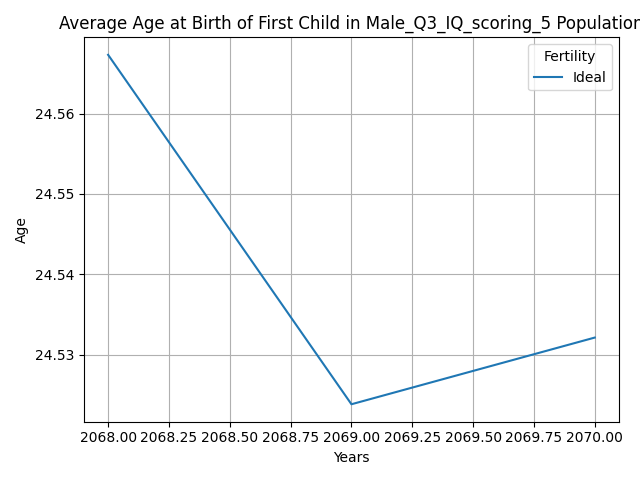 Average Age at Birth of First Child in Male_Q3_IQ_scoring_5 Population
Fertility
Ideal
24.56
24.55
24.54
24.53
Age
2068.00 2068.25 2068.50 2068.75 2069.00 2069.25 2069.50 2069.75 2070.00
Years